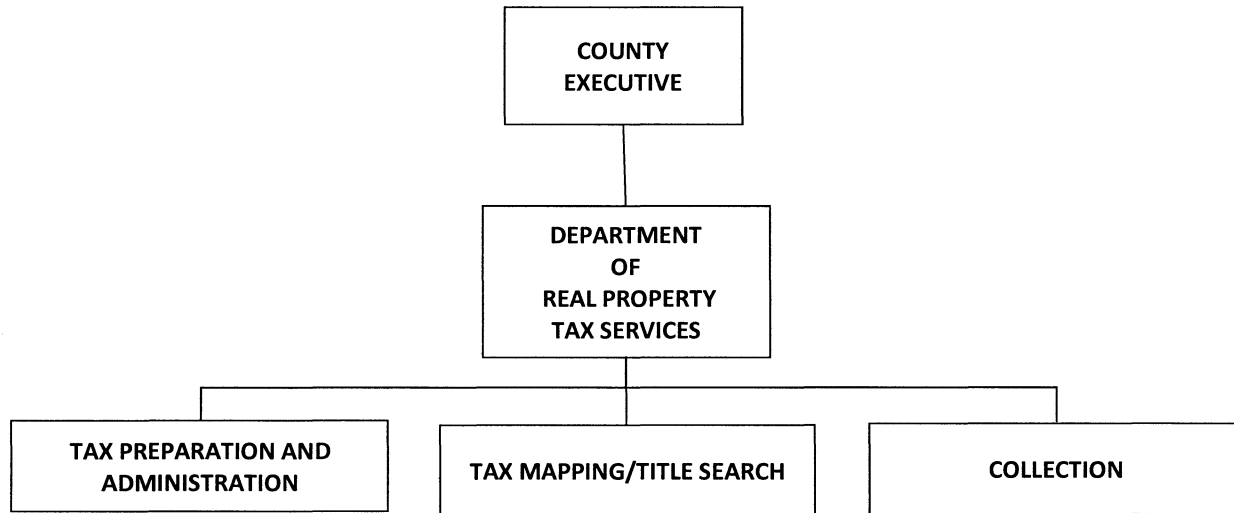 COUNTY
EXECUTIVE
DEPARTMENT
OF
REAL PROPERTY
TAX SERVICES
TAX PREPARATION AND
ADMINISTRATION
TAX MAPPING/TITLE SEARCH
COLLECTION